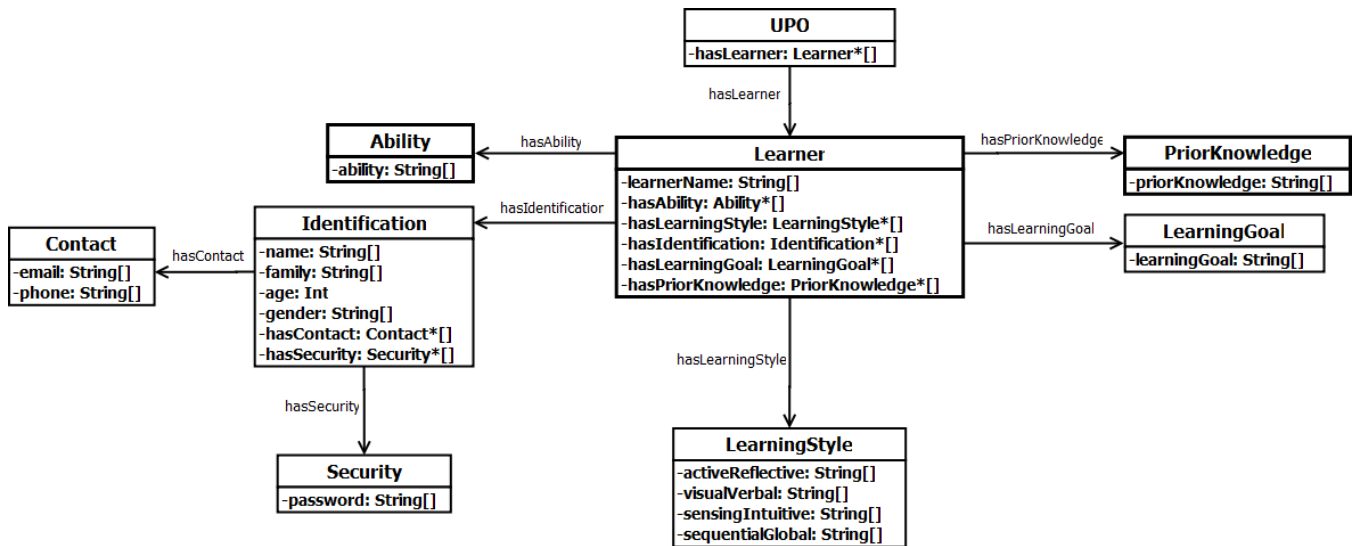 UPO
-hasLearner: Learner*[]
hasLearner
Ability
-ability: String[]
hasAbility
Learner
-learnerName: String[]
-hasAbility: Ability*[]
-hasLearningStyle: LearningStyle*[]
-hasIdentification: Identification*[]
-hasLearningGoal: LearningGoal*[]
-hasPriorKnowledge: PriorKnowledge*[]
hasPriorKnowledge
PriorKnowledge
-priorKnowledge: String[]
hasIdentification
Identification
-name: String[]
-family: String[]
-age: Int
-gender: String[]
-hasContact: Contact*[]
-hasSecurity: Security*[]
hasContact
Contact
-email: String[]
-phone: String[]
hasLearningGoal
LearningGoal
-learningGoal: String[]
hasSecurity
Security
-password: String[]
hasLearningStyle
LearningStyle
-activeReflective: String[]
-visualVerbal: String[]
-sensingIntuitive: String[]
-sequentialGlobal: String[]